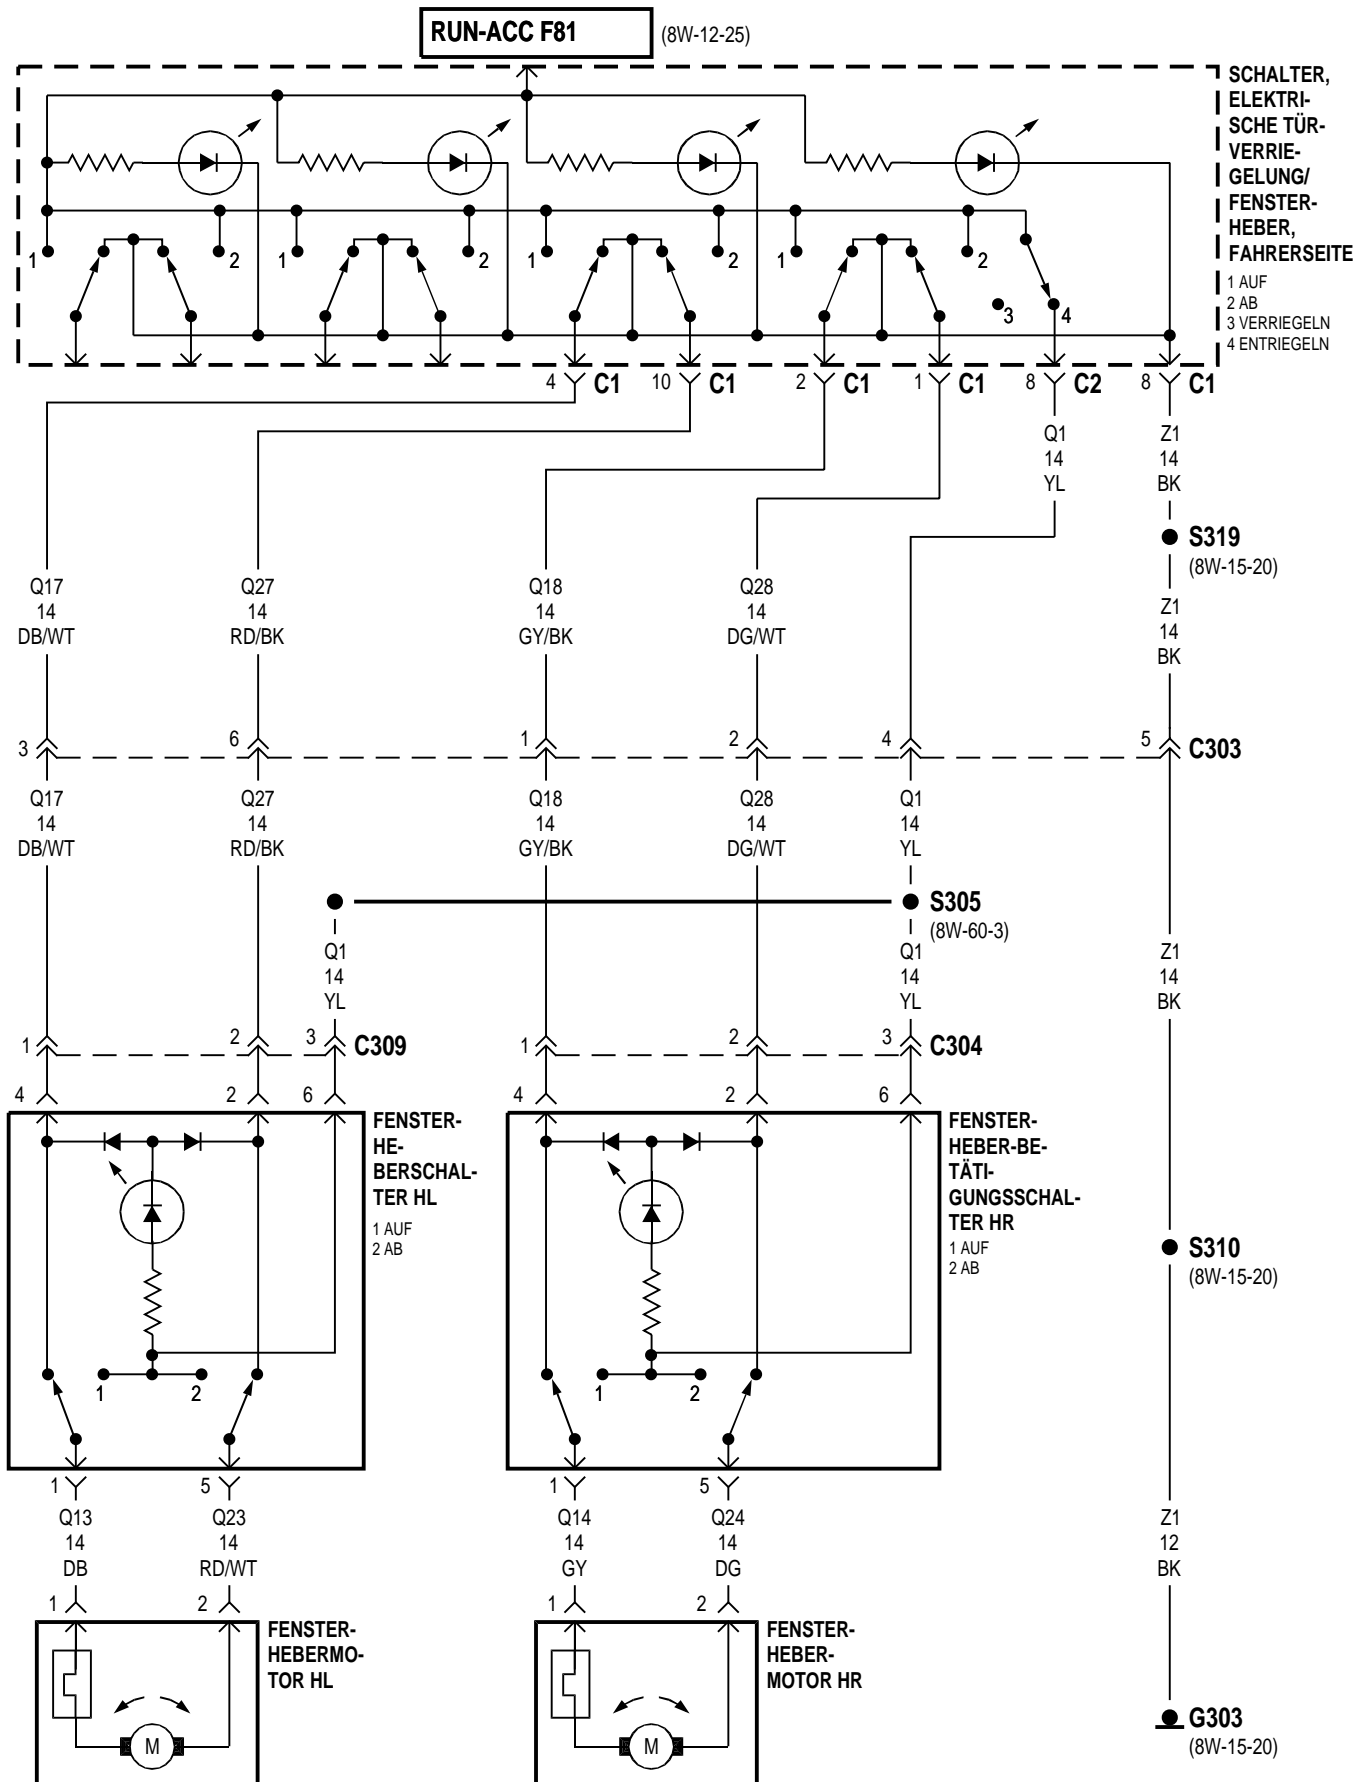 RUN-ACC F81 (8W-12-25)
SCHALTER,
ELEKTRI-
SCHE TÜR-
VERRIE-
GELUNG/
FENSTER-
HEBER,
FAHRERSEITE
1 AUF
2 AB
3 VERRIEGELN
4 ENTRIEGELN
1 2 1 2 1 2 1 2
3 4
4 C1 10 C1 2 C1 1 C1 8 C2 8 C1
Q1 Z1
14 14
YL BK
S319
(8W-15-20)
Q17 Q27 Q18 Q28 Z1
14 14 14 14 14
DB/WT RD/BK GY/BK DG/WT BK
3 6 1 2 4 5 C303
Q17 Q27 Q18 Q28 Q1
14 14 14 14 14
DB/WT RD/BK GY/BK DG/WT YL
S305
(8W-60-3)
Q1 Q1 Z1
14 14 14
YL YL BK
1 2 3 C309 1 2 3 C304
4 2 6 4 2 6
FENSTER-
HE-
BERSCHAL-
TER HL
1 AUF
2 AB
FENSTER-
HEBER-BE-
TÄTI-
GUNGSSCHAL-
TER HR
1 AUF
2 AB
S310
(8W-15-20)
1 2 1 2
1 5 1 5
Q13 Q23 Q14 Q24 Z1
14 14 14 14 12
DB RD/WT GY DG BK
1 2 1 2
FENSTER-
HEBERMO-
TOR HL
M
FENSTER-
HEBER-
MOTOR HR
M
G303
(8W-15-20)